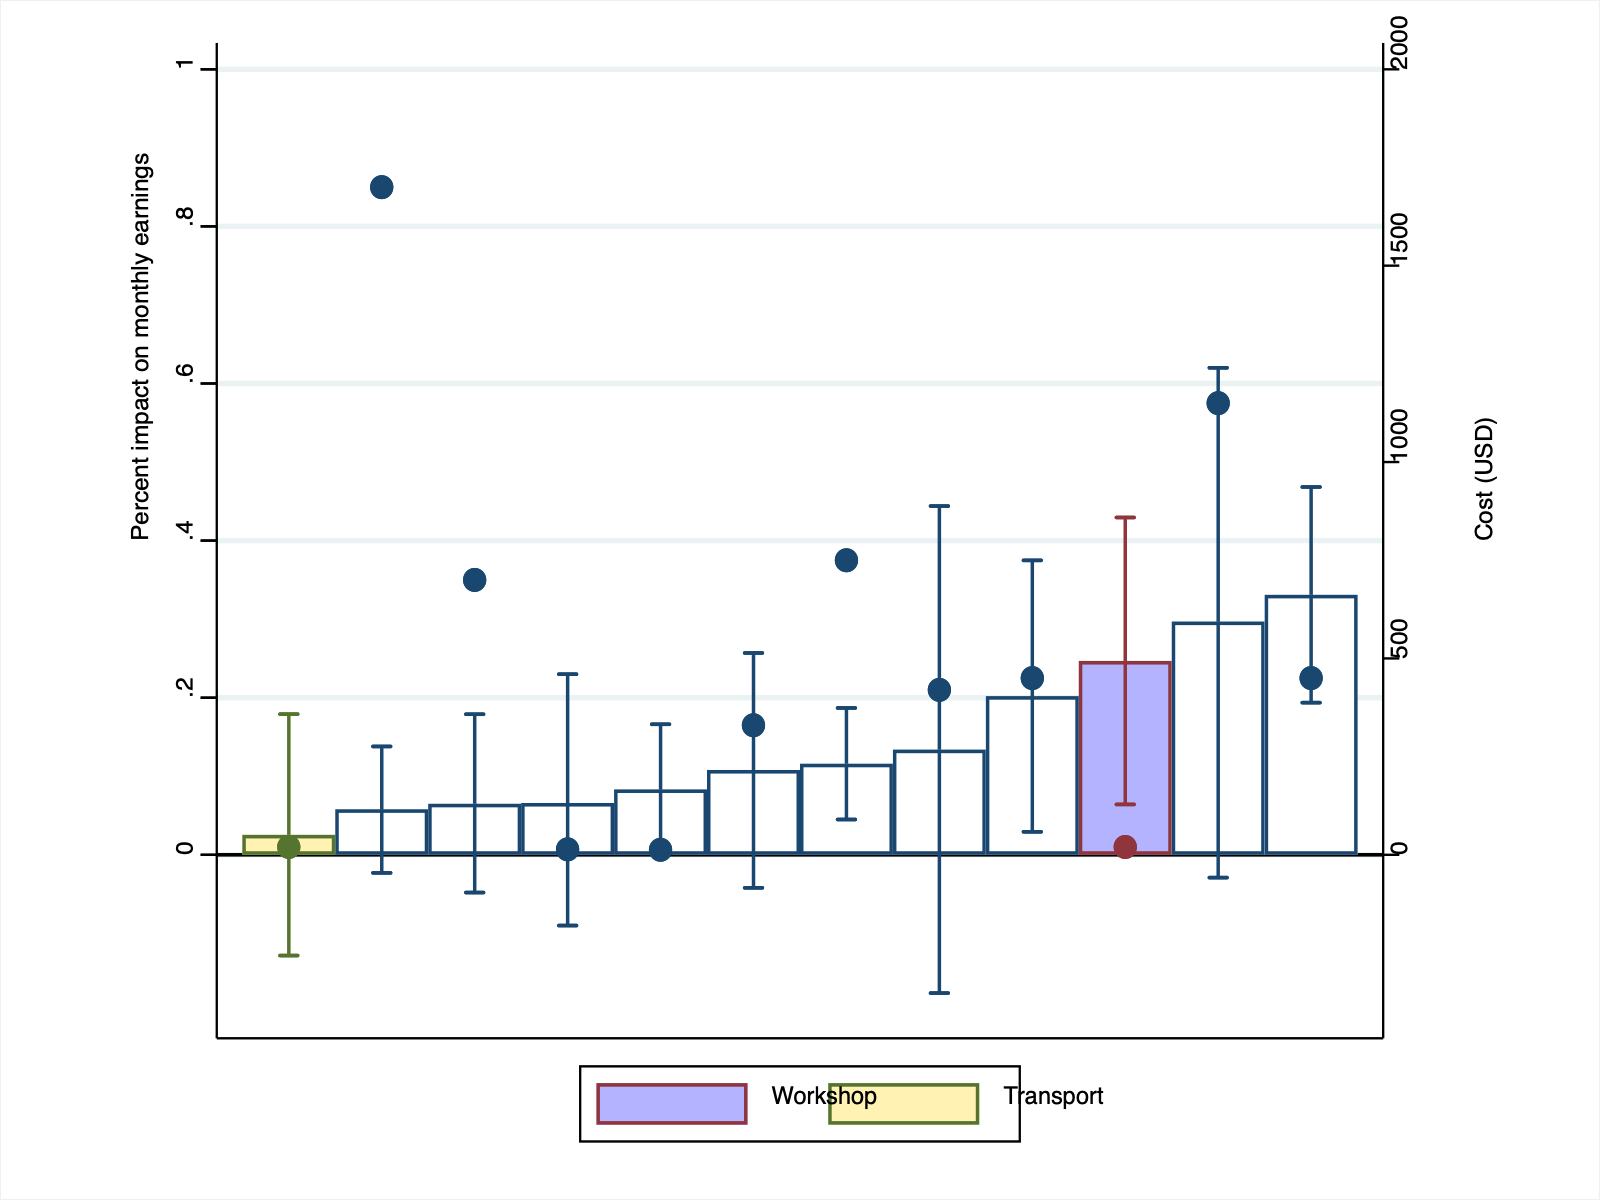 Percent impact on monthly earnings
1
.8
.6
.4
.2
0
2000
1500
1000
500
0
Cost (USD)
Workshop
Transport